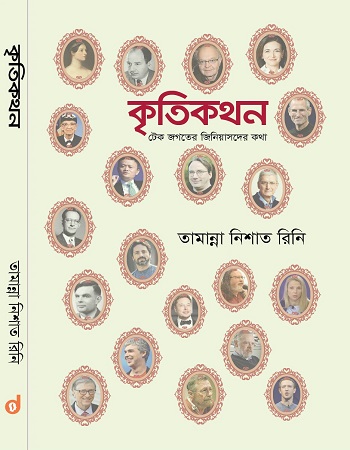 কৃতিকথন
তামান্না নিশাত রিনি
কৃতিকথন
টেক জগতের জিনিয়াসদের কথা
তামান্না নিশাত রিনি